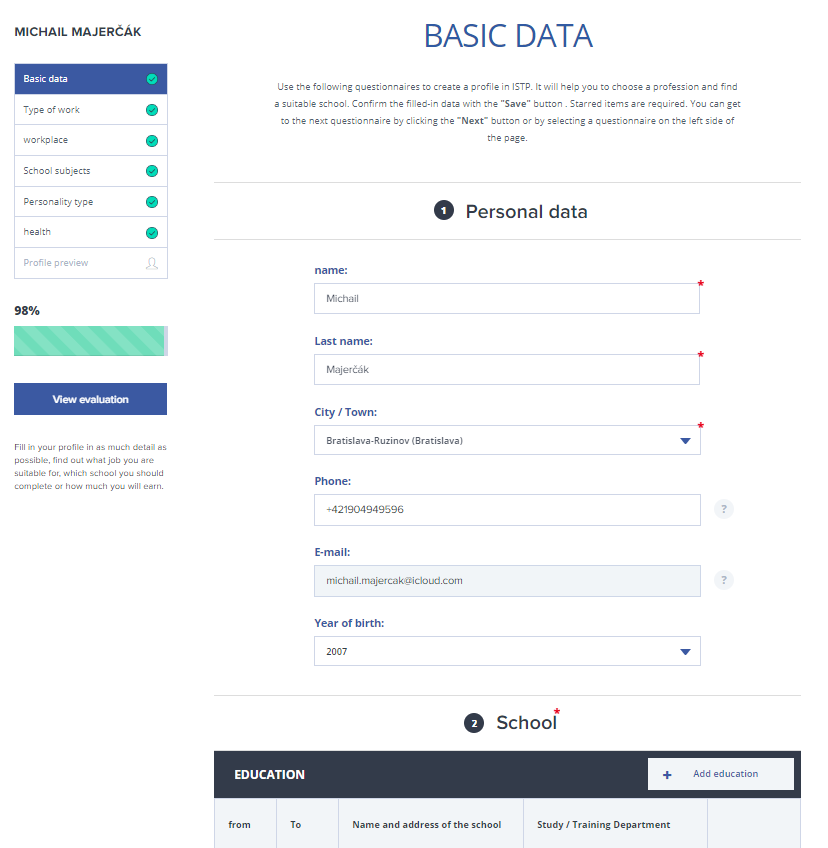 MICHAIL MAJERČÁK
Basic data
Type of work
workplace
School subjects
Personality type
health
Profile preview
98%
View evaluation
Fill in your profile in as much detail as
possible, find out what job you are
suitable for, which school you should
complete or how much you will earn.
BASIC DATA
Use the following questionnaires to create a profile in ISTP. It will help you to choose a profession and find
a suitable school. Confirm the filled-in data with the "Save" button . Starred items are required. You can get
to the next questionnaire by clicking the "Next" button or by selecting a questionnaire on the left side of
the page.
1 Personal data
name:
*
Michail
Last name:
*
Majerčák
City / Town:
*
Bratislava-Ruzinov (Bratislava)
Phone:
+421904949596 ?
E-mail:
michail.majercak@icloud.com ?
Year of birth:
2007
2 School*
EDUCATION + Add education
from To Name and address of the school Study / Training Department